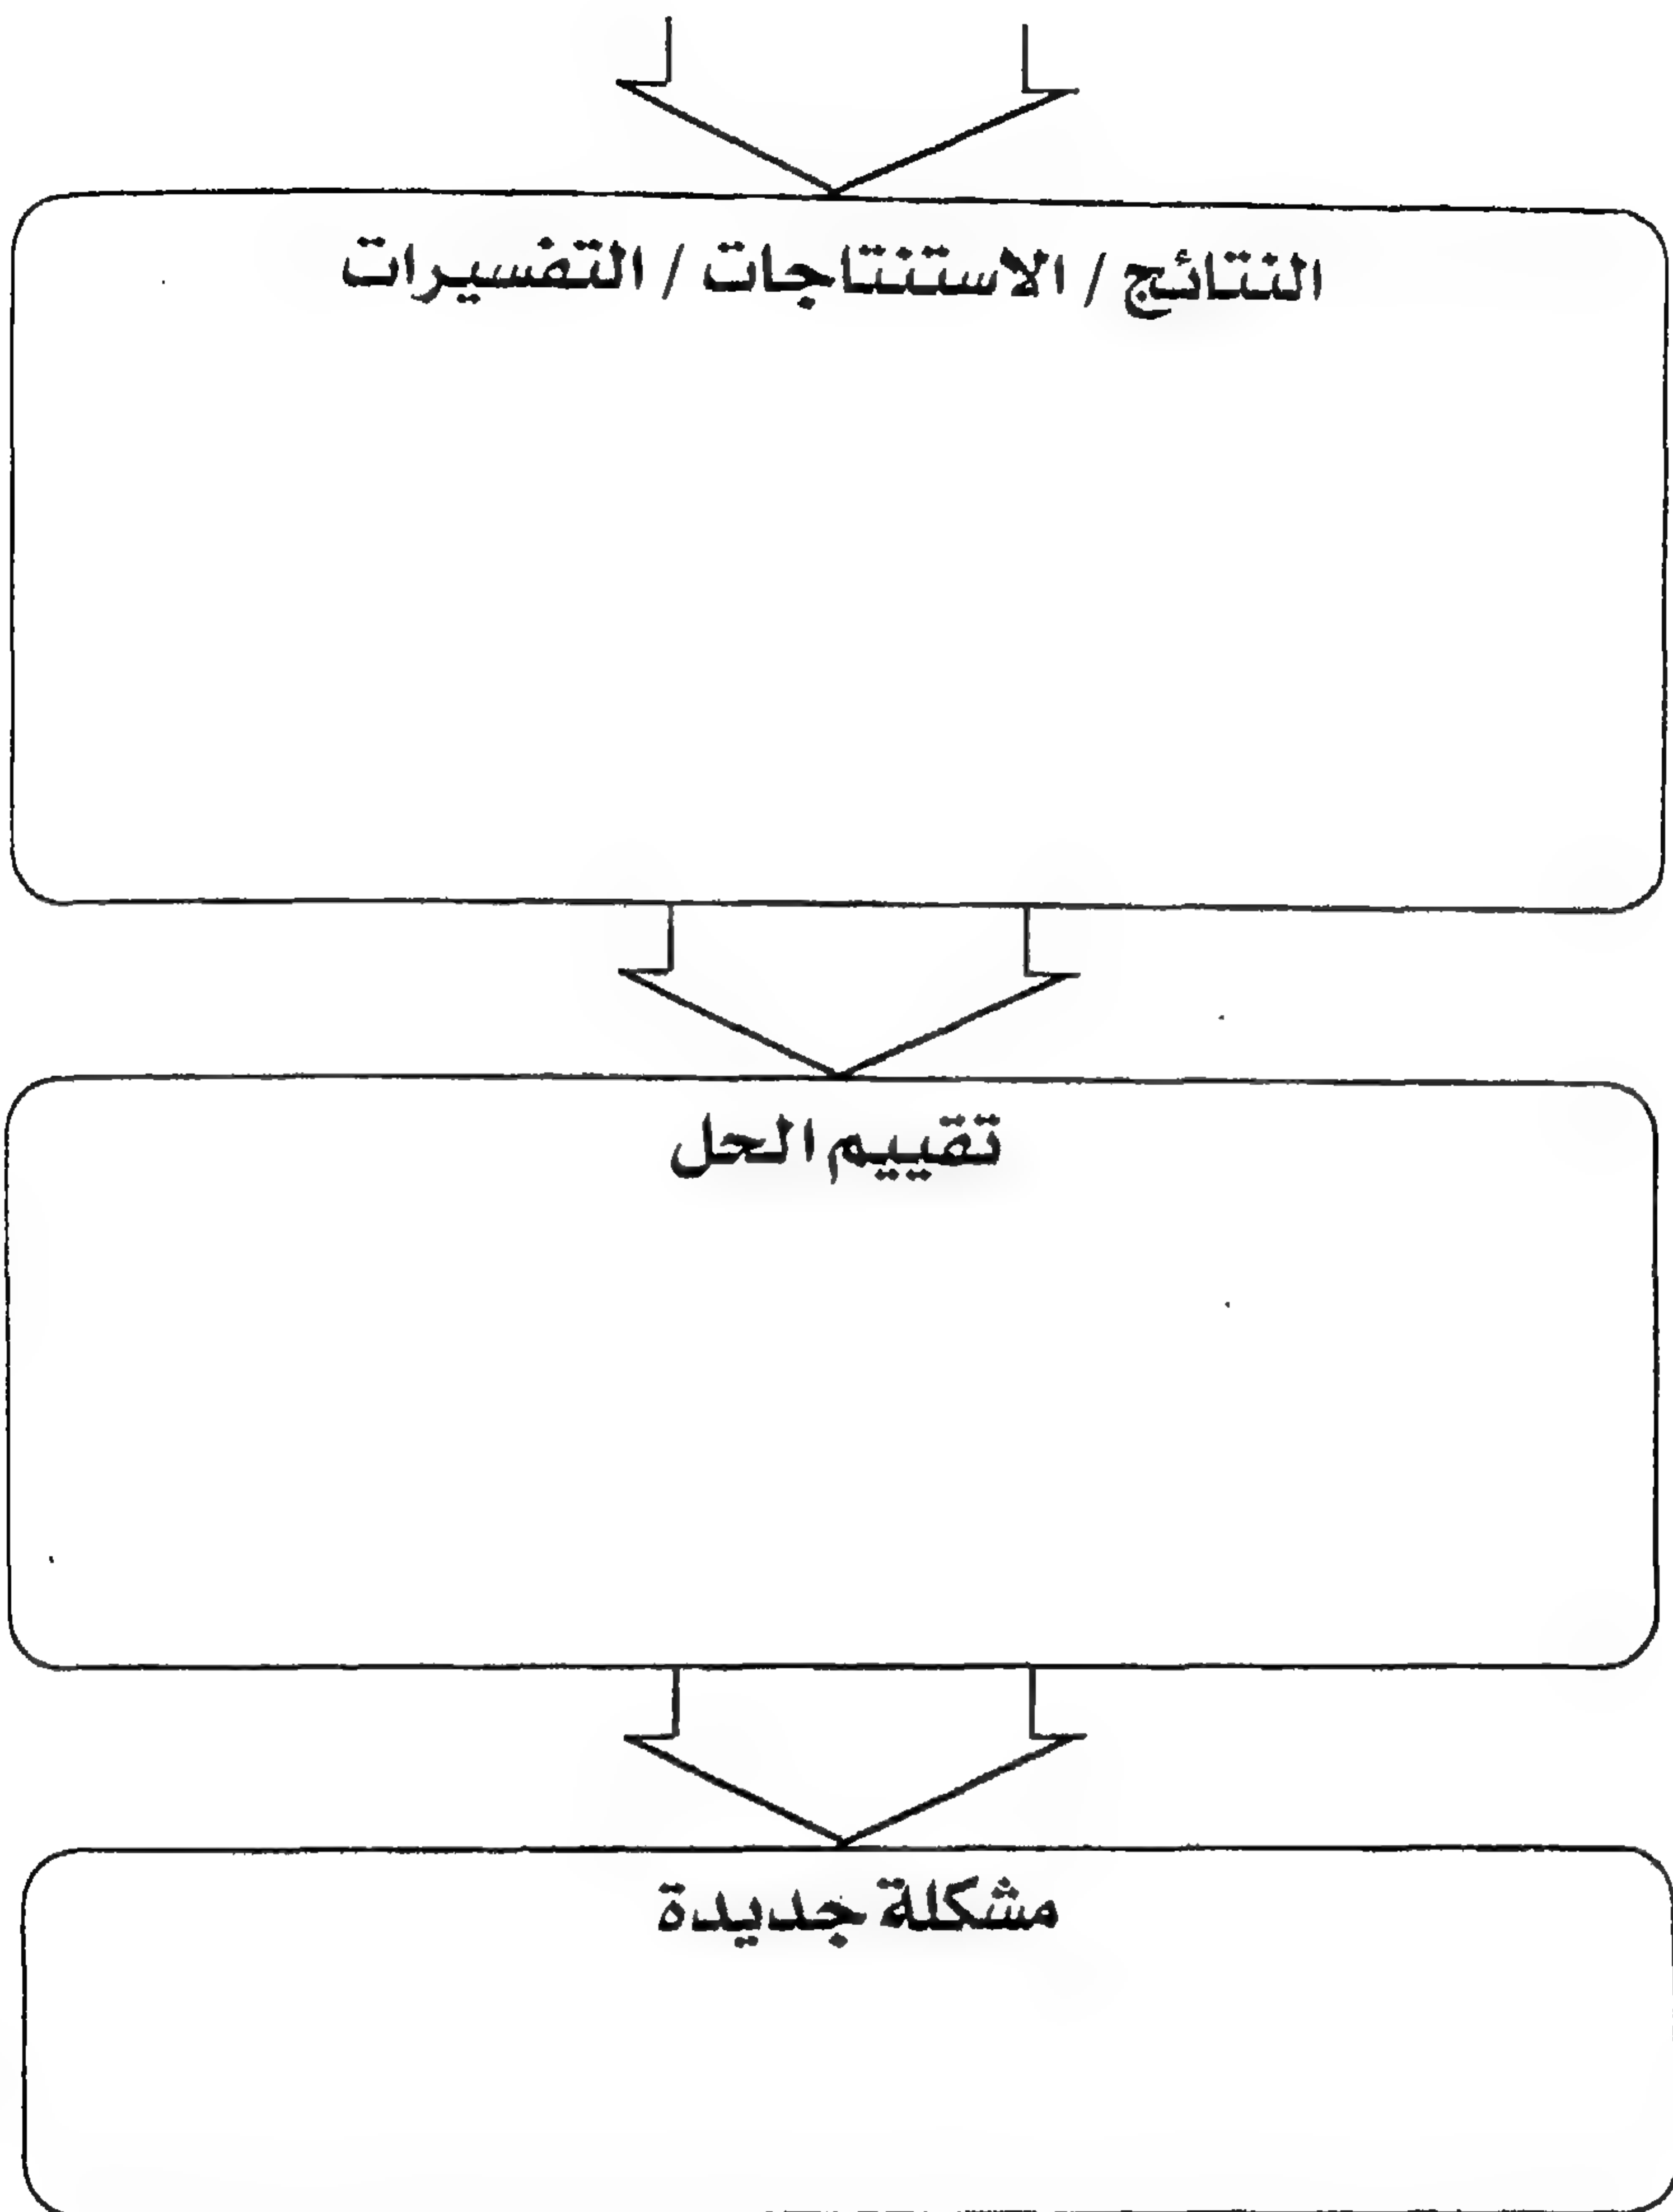 النتائج / الاستنتاجات / التفسيرات
تقييم الحل
مشكلة جديدة